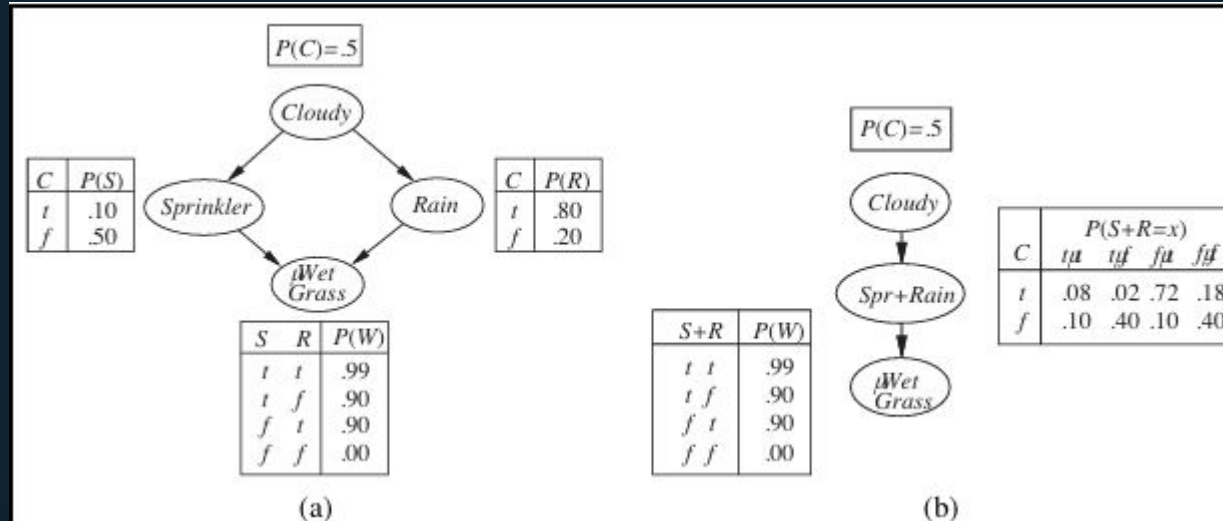 P(C)=.5
Cloudy
C P(S)
t .10
f .50
Sprinkler
Rain
C P(R)
t .80
f .20
Wet
Grass
S R P(W)
t t .99
t f .90
f t .90
f f .00
(a)
P(C)=.5
Cloudy
Spr+Rain
Wet
Grass
P(S+R=x)
C
t .08 .02 .72 .18
f .10 .40 .10 .40
S+R P(W)
t t .99
t f .90
f t .90
f f .00
(b)